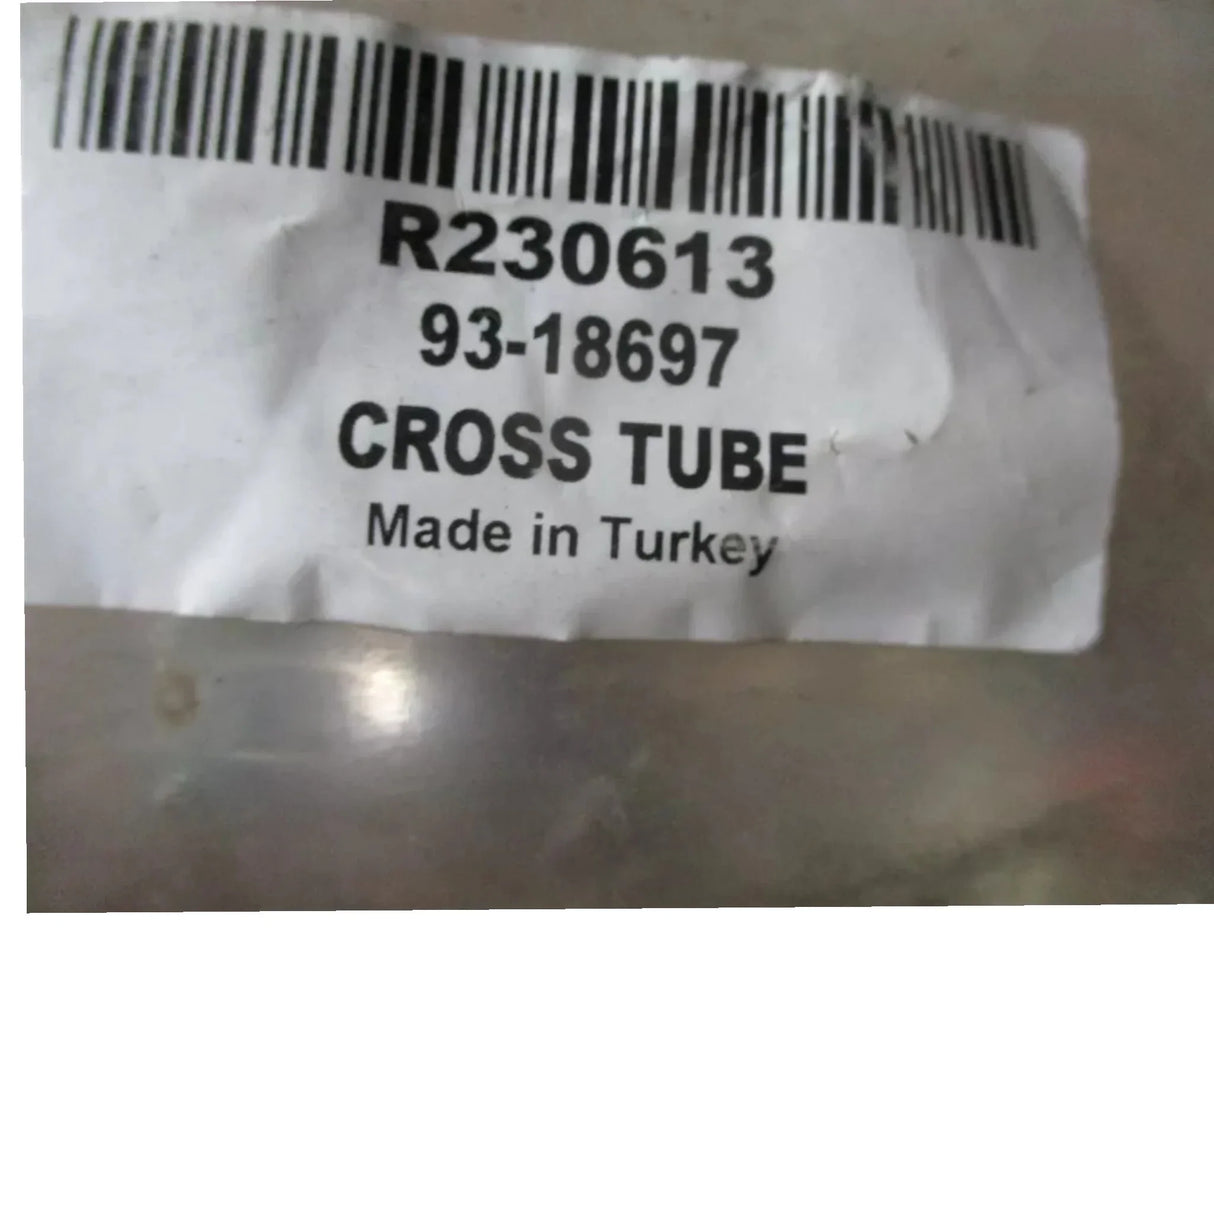 R230613
93-18697
CROSS TUBE
Made in Turkey